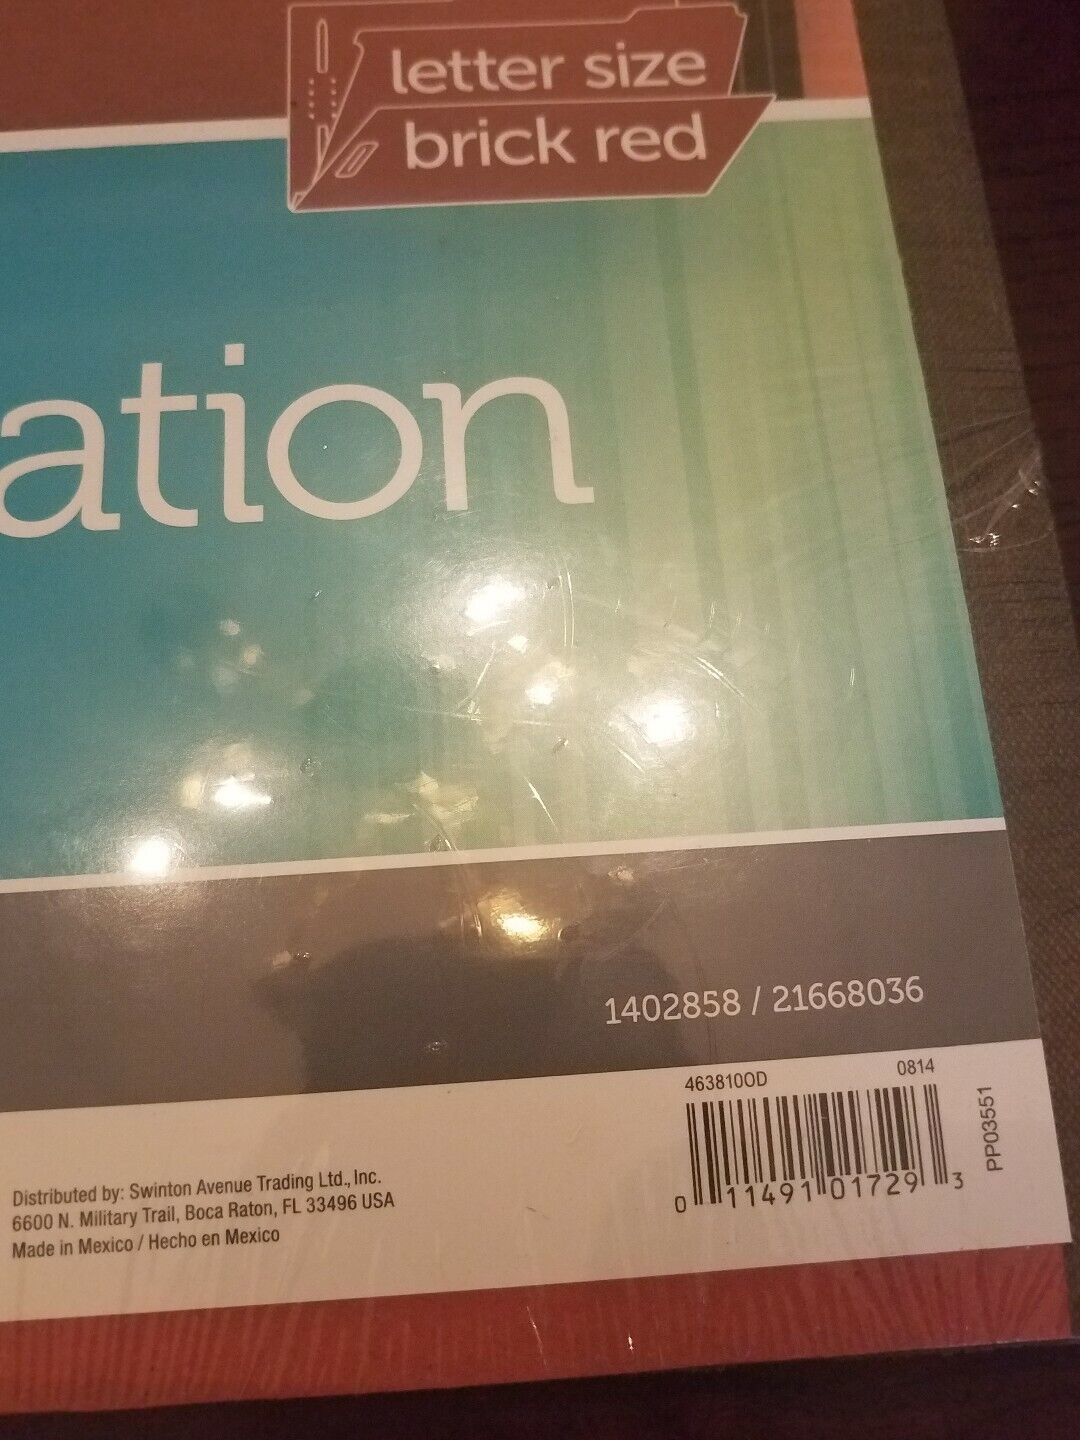 letter size
brick red
ation
1402858 / 21668036
463810OD 0814
PP03551
0 11491 01729 3
Distributed by: Swinton Avenue Trading Ltd., Inc.
6600 N. Military Trail, Boca Raton, FL 33496 USA
Made in Mexico / Hecho en Mexico